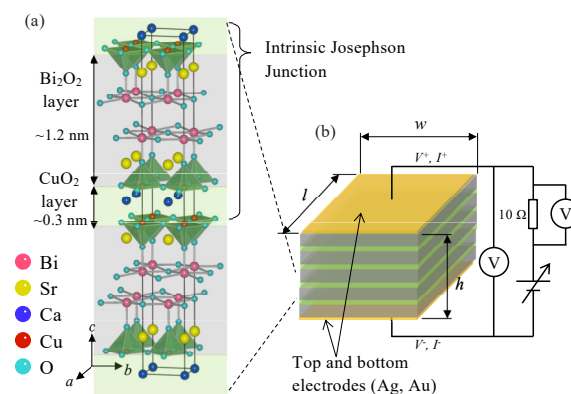 (a)
Intrinsic Josephson
Junction
Bi₂O₂
layer
~1.2 nm
CuO₂
layer
~0.3 nm
Bi
Sr
Ca
Cu
O
c
b
a
(b)
w
V⁺, I⁺
l
10 Ω
V
V
h
V⁻, I⁻
Top and bottom
electrodes (Ag, Au)